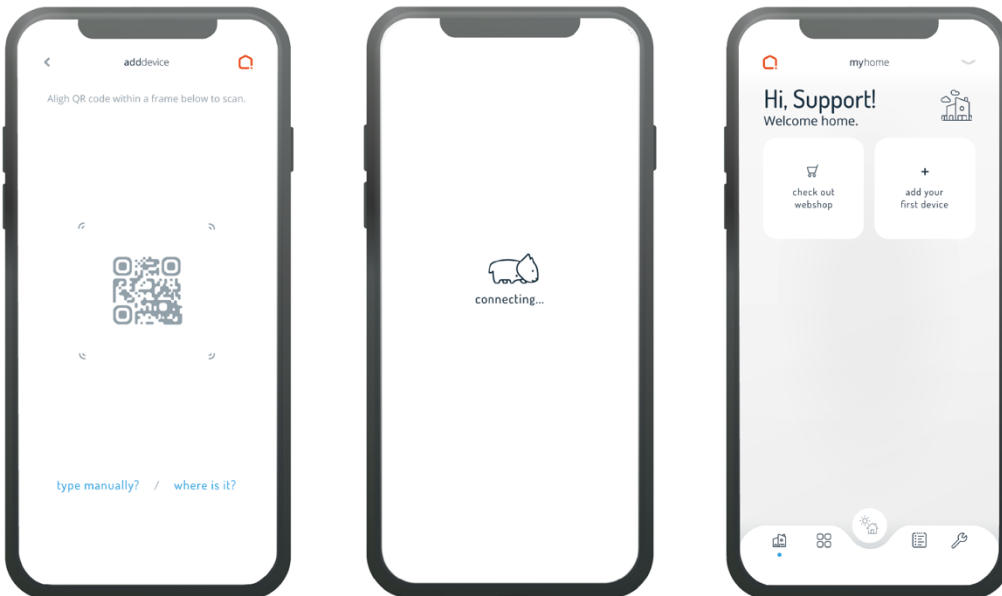 adddevice
Aligh QR code within a frame below to scan.
type manually? / where is it?
connecting...
myhome
Hi, Support!
Welcome home.
check out
webshop
+
add your
first device